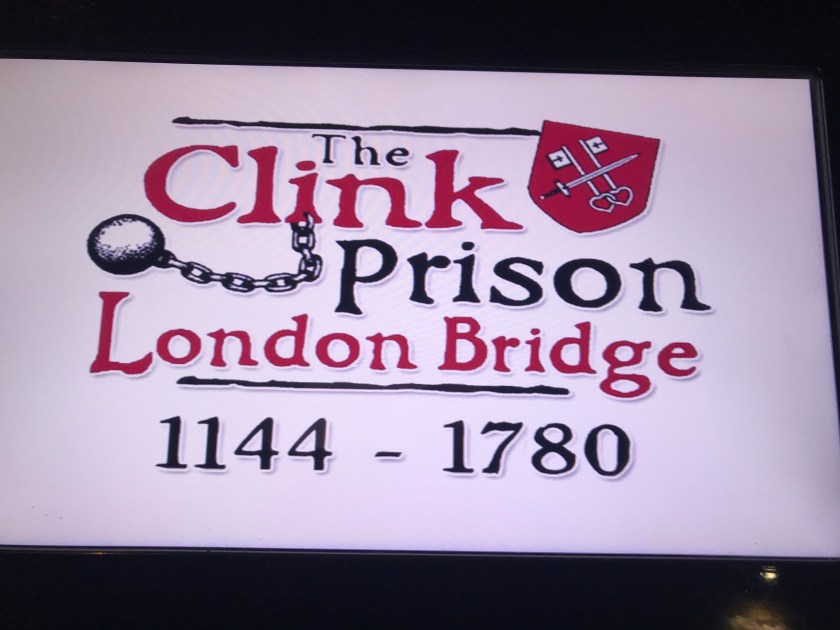 The
Clink
Prison
London Bridge
1144 - 1780